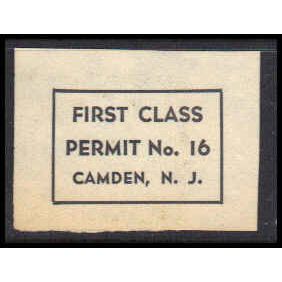 FIRST CLASS
PERMIT No. 16
CAMDEN, N. J.